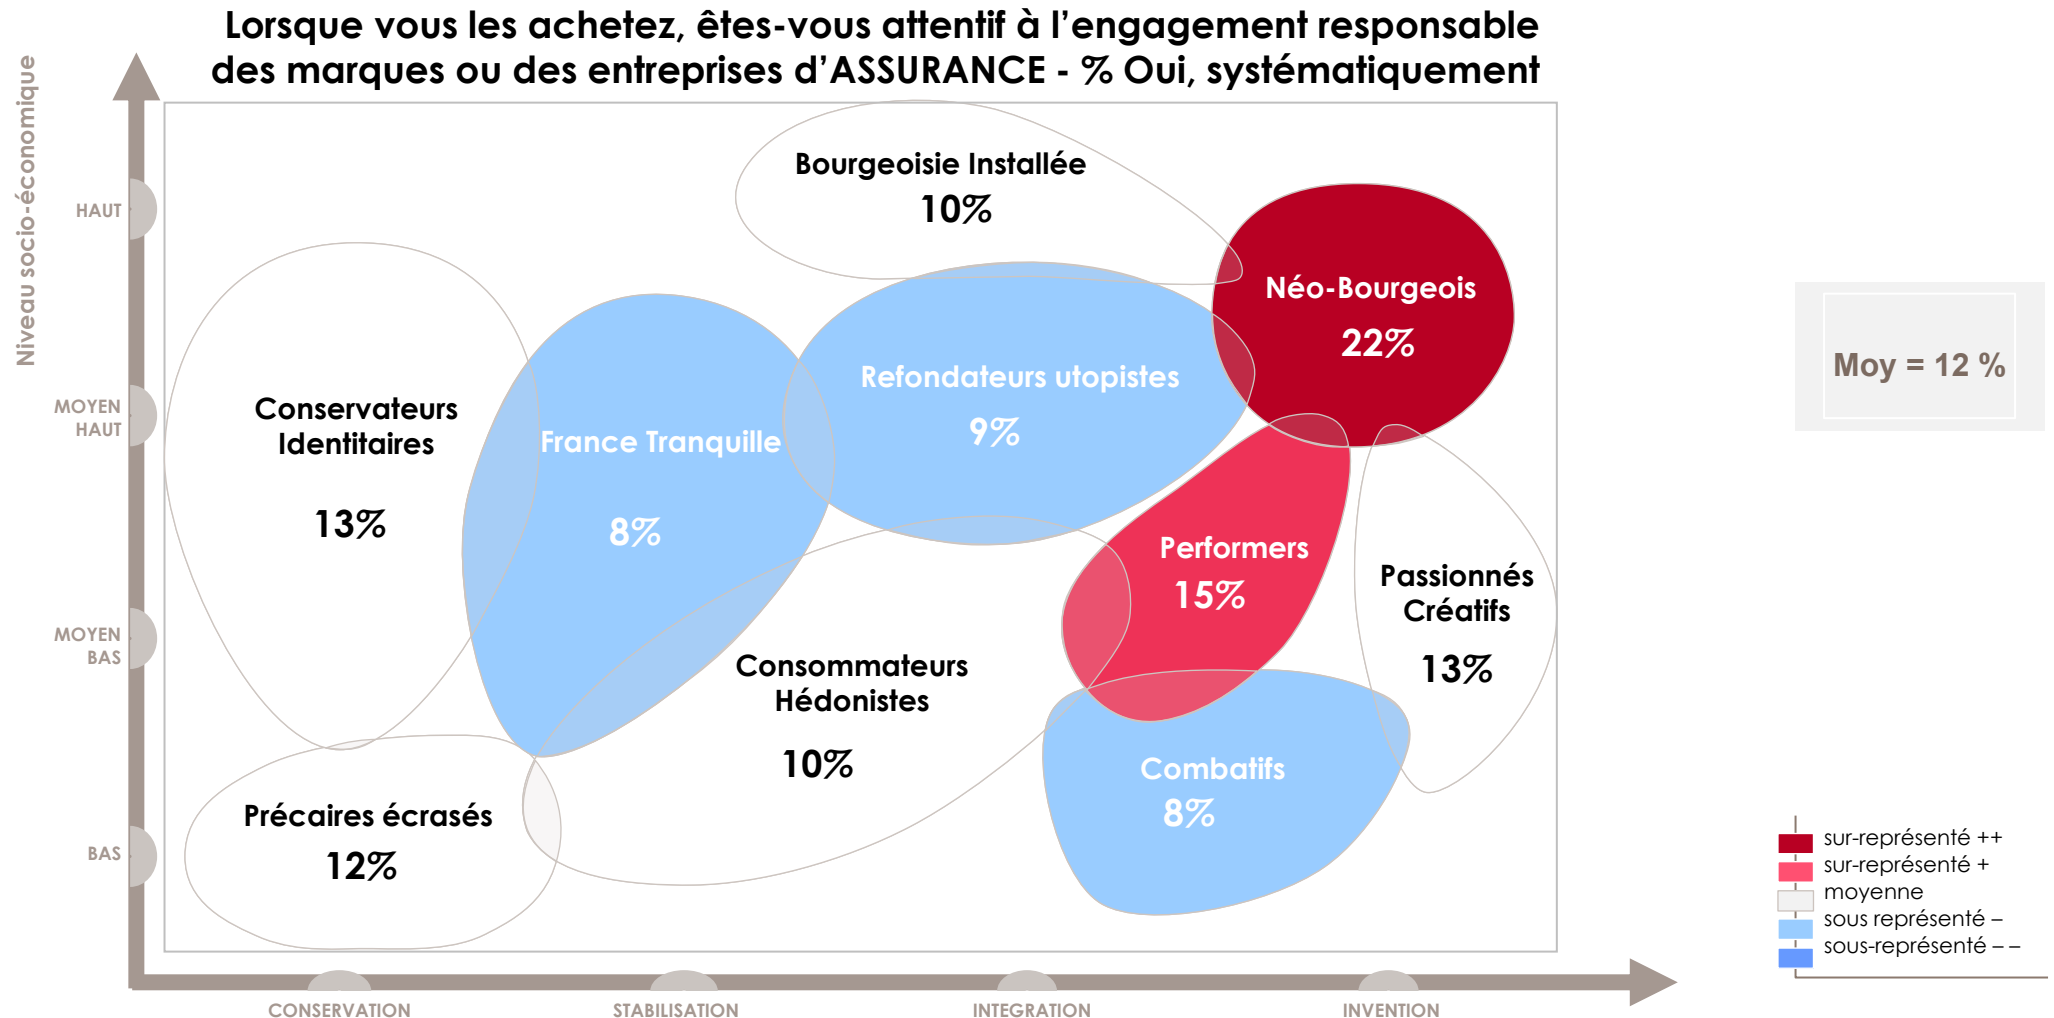 Lorsque vous les achetez, êtes-vous attentif à l’engagement responsable
des marques ou des entreprises d’ASSURANCE - % Oui, systématiquement
Niveau socio-économique
HAUT
MOYEN
HAUT
MOYEN
BAS
BAS
Bourgeoisie Installée
10%
Néo-Bourgeois
22%
Refondateurs utopistes
9%
Conservateurs
Identitaires
13%
France Tranquille
8%
Performers
15%
Passionnés
Créatifs
13%
Consommateurs
Hédonistes
10%
Combatifs
8%
Précaires écrasés
12%
CONSERVATION
STABILISATION
INTEGRATION
INVENTION
Moy = 12 %
sur-représenté ++
sur-représenté +
moyenne
sous représenté –
sous-représenté – –